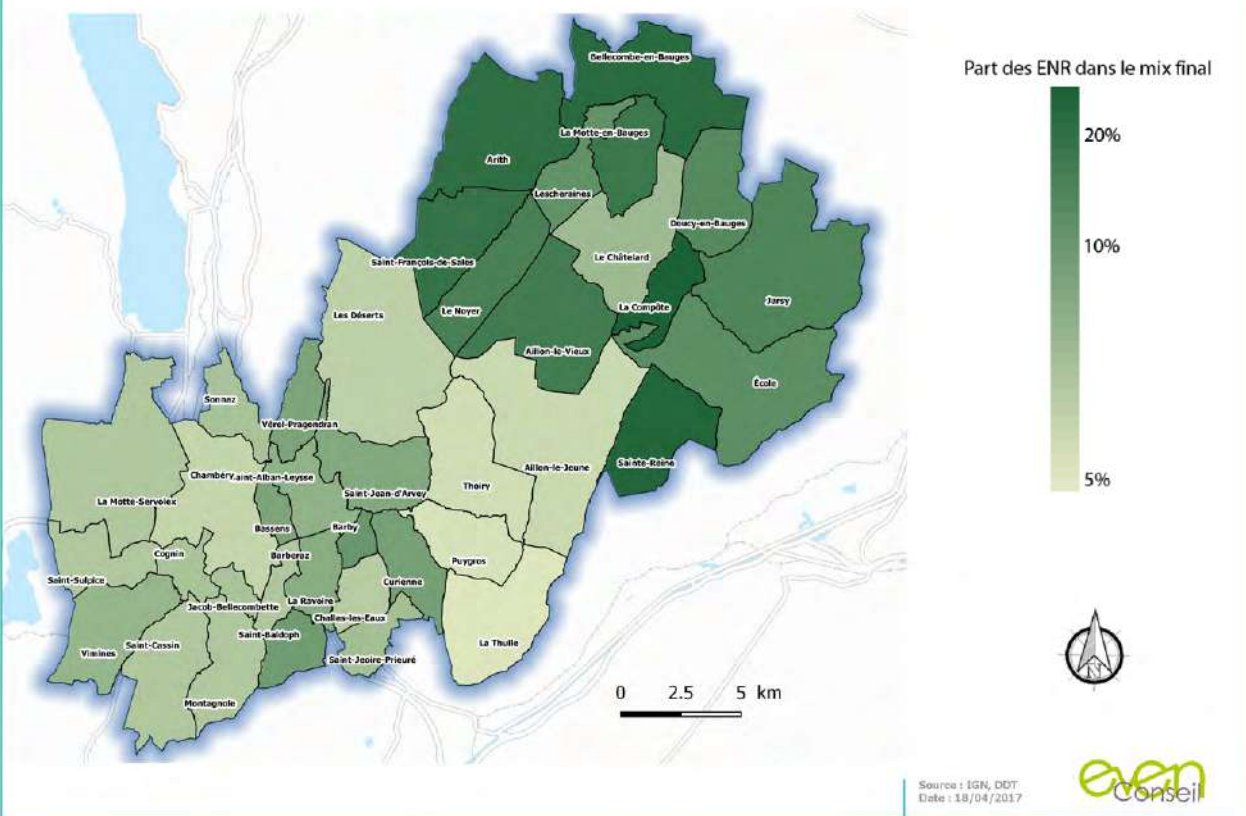 Part des ENR dans le mix final
20%
10%
5%
Bellecombe-en-Bauges
La Motte-en-Bauges
Arith
Lescheraines
Doucy-en-Bauges
Le Châtelard
Saint-François-de-Sales
Jarsy
La Compôte
Le Noyer
Les Déserts
Aillon-le-Vieux
École
Sonnaz
Vérel-Pragondran
Sainte-Reine
Aillon-le-Jeune
Chambéry
aint-Alban-Leysse
Thoiry
Saint-Jean-d'Arvey
La Motte-Servolex
Bassens
Barby
Cognin
Barberaz
Puygros
Saint-Sulpice
Curienne
La Ravoire
Jacob-Bellecombette
Challes-les-Eaux
Saint-Baldoph
La Thuile
Saint-Cassin
Vimines
Saint-Jeoire-Prieuré
Montagnole
0 2.5 5 km
N
Source : IGN, DDT
Date : 18/04/2017
even
Conseil